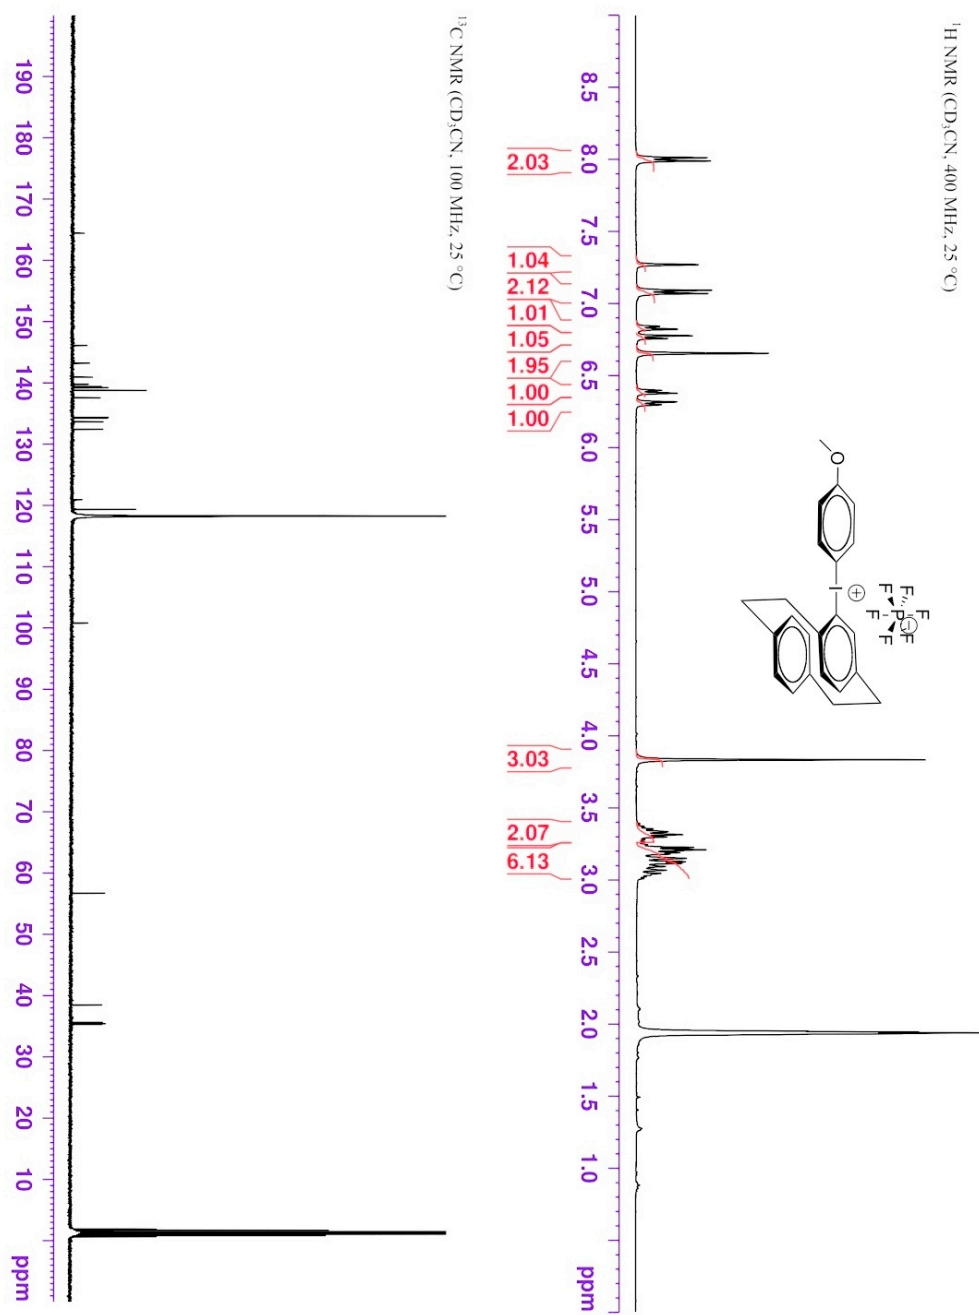 ¹H NMR (CD₃CN, 400 MHz, 25 °C)
O
I
⊕
F
F
F
P
⊖
F
F
F
8.5 8.0 7.5 7.0 6.5 6.0 5.5 5.0 4.5 4.0 3.5 3.0 2.5 2.0 1.5 1.0 ppm
2.03
1.04
2.12
1.01
1.05
1.95
1.00
1.00
3.03
2.07
6.13
¹³C NMR (CD₃CN, 100 MHz, 25 °C)
190 180 170 160 150 140 130 120 110 100 90 80 70 60 50 40 30 20 10 ppm